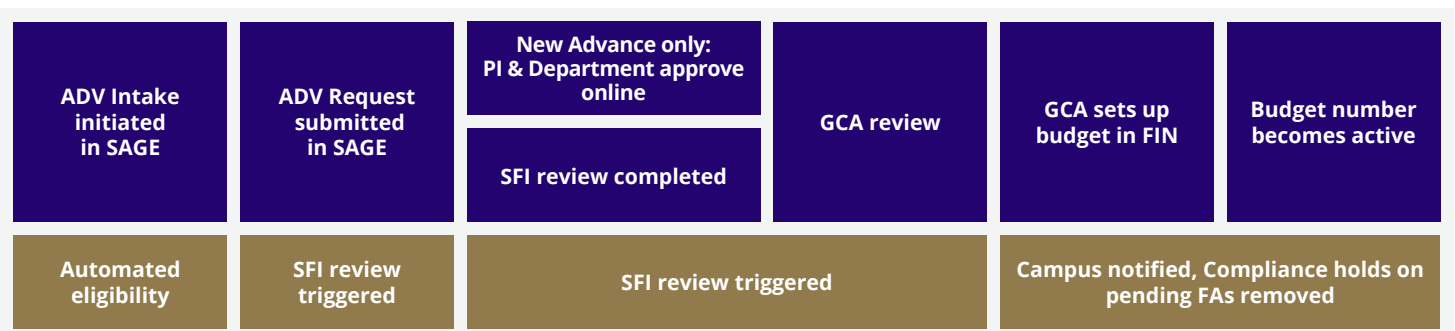 ADV Intake
initiated
in SAGE
ADV Request
submitted
in SAGE
New Advance only:
PI & Department approve
online
SFI review completed
GCA review
GCA sets up
budget in FIN
Budget number
becomes active
Automated
eligibility
SFI review
triggered
SFI review triggered
Campus notified, Compliance holds on
pending FAs removed